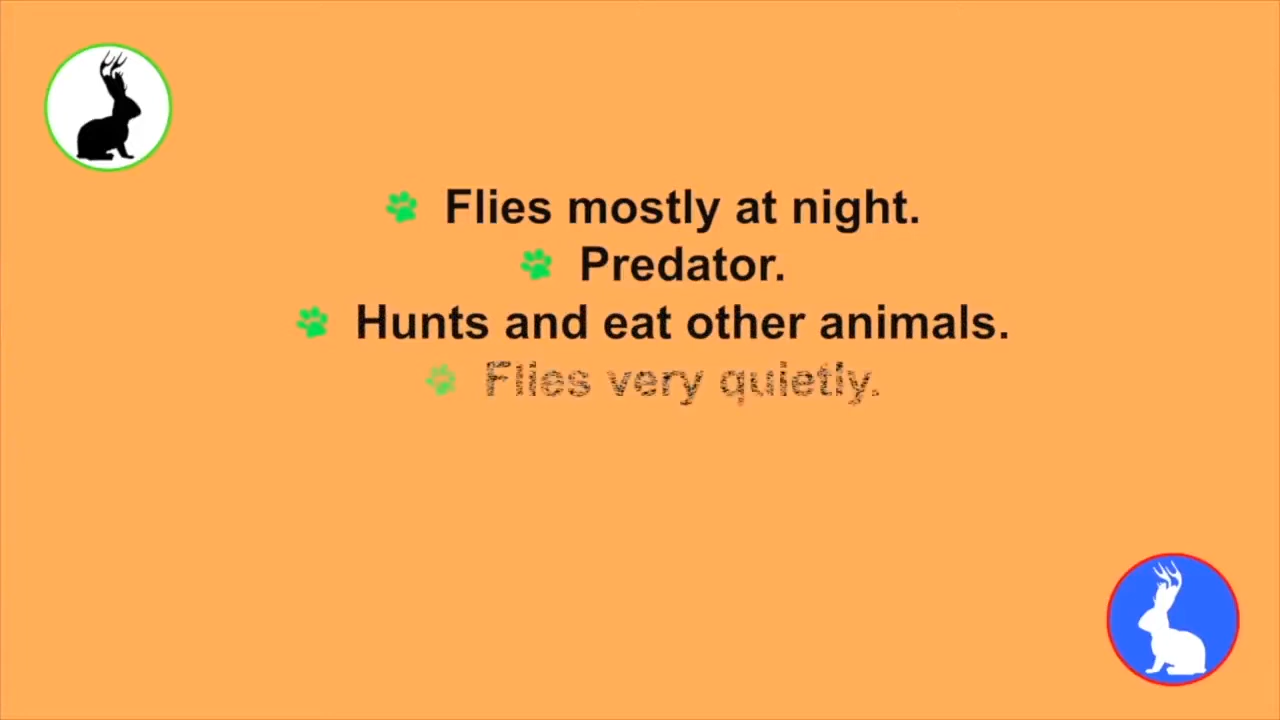 Flies mostly at night.
Predator.
Hunts and eat other animals.
Flies very quietly.